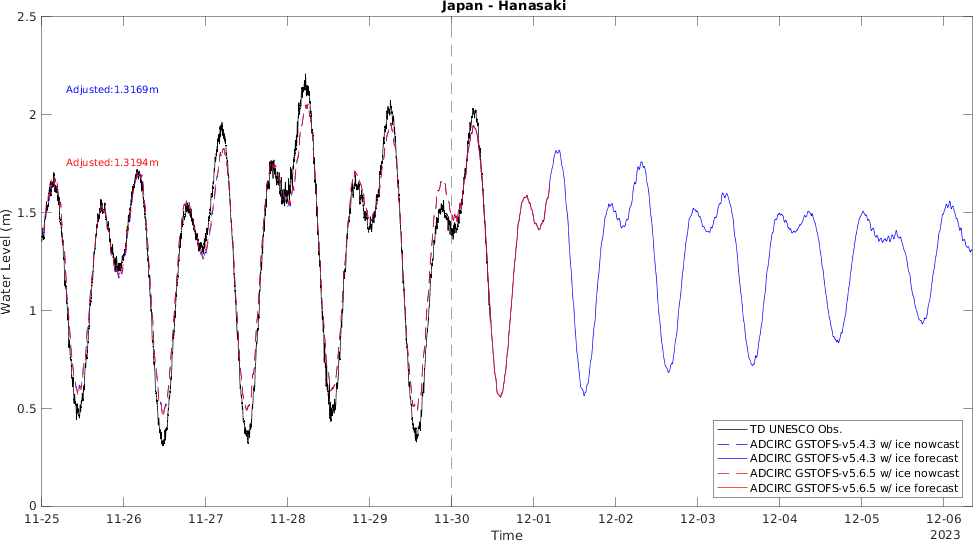 Japan - Hanasaki
Water Level (m)
2.5
2
1.5
1
0.5
0
Adjusted:1.3169m
Adjusted:1.3194m
TD UNESCO Obs.
ADCIRC GSTOFS-v5.4.3 w/ ice nowcast
ADCIRC GSTOFS-v5.4.3 w/ ice forecast
ADCIRC GSTOFS-v5.6.5 w/ ice nowcast
ADCIRC GSTOFS-v5.6.5 w/ ice forecast
11-25 11-26 11-27 11-28 11-29 11-30 12-01 12-02 12-03 12-04 12-05 12-06
Time 2023